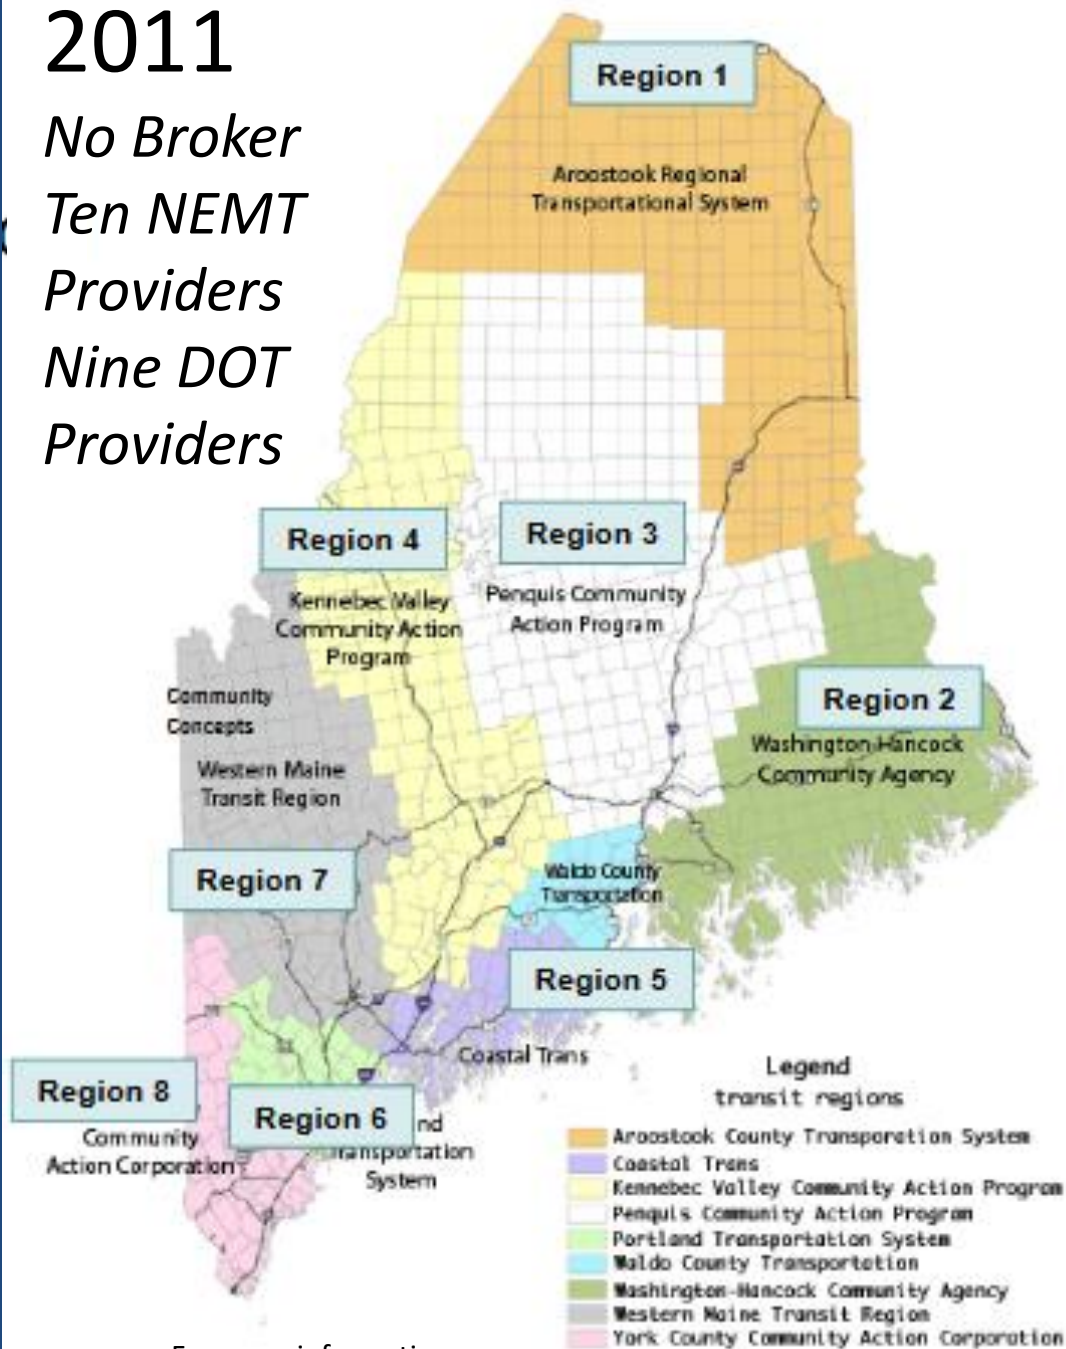 2011
No Broker
Ten NEMT
Providers
Nine DOT
Providers
Region 1
Aroostook Regional
Transportational System
Region 4
Kennebec Valley
Community Action
Program
Region 3
Penquis Community
Action Program
Region 2
Washington-Hancock
Community Agency
Community
Concepts
Western Maine
Transit Region
Region 7
Waldo County
Transportation
Region 5
Coastal Trans
Region 8
Community
Action Corporation
Region 6
nd
Transportation
System
Legend
transit regions
Aroostook County Transporation System
Coastal Trans
Kennebec Valley Community Action Program
Penquis Community Action Program
Portland Transportation System
Waldo County Transportation
Washington-Hancock Community Agency
Western Maine Transit Region
York County Community Action Corporation